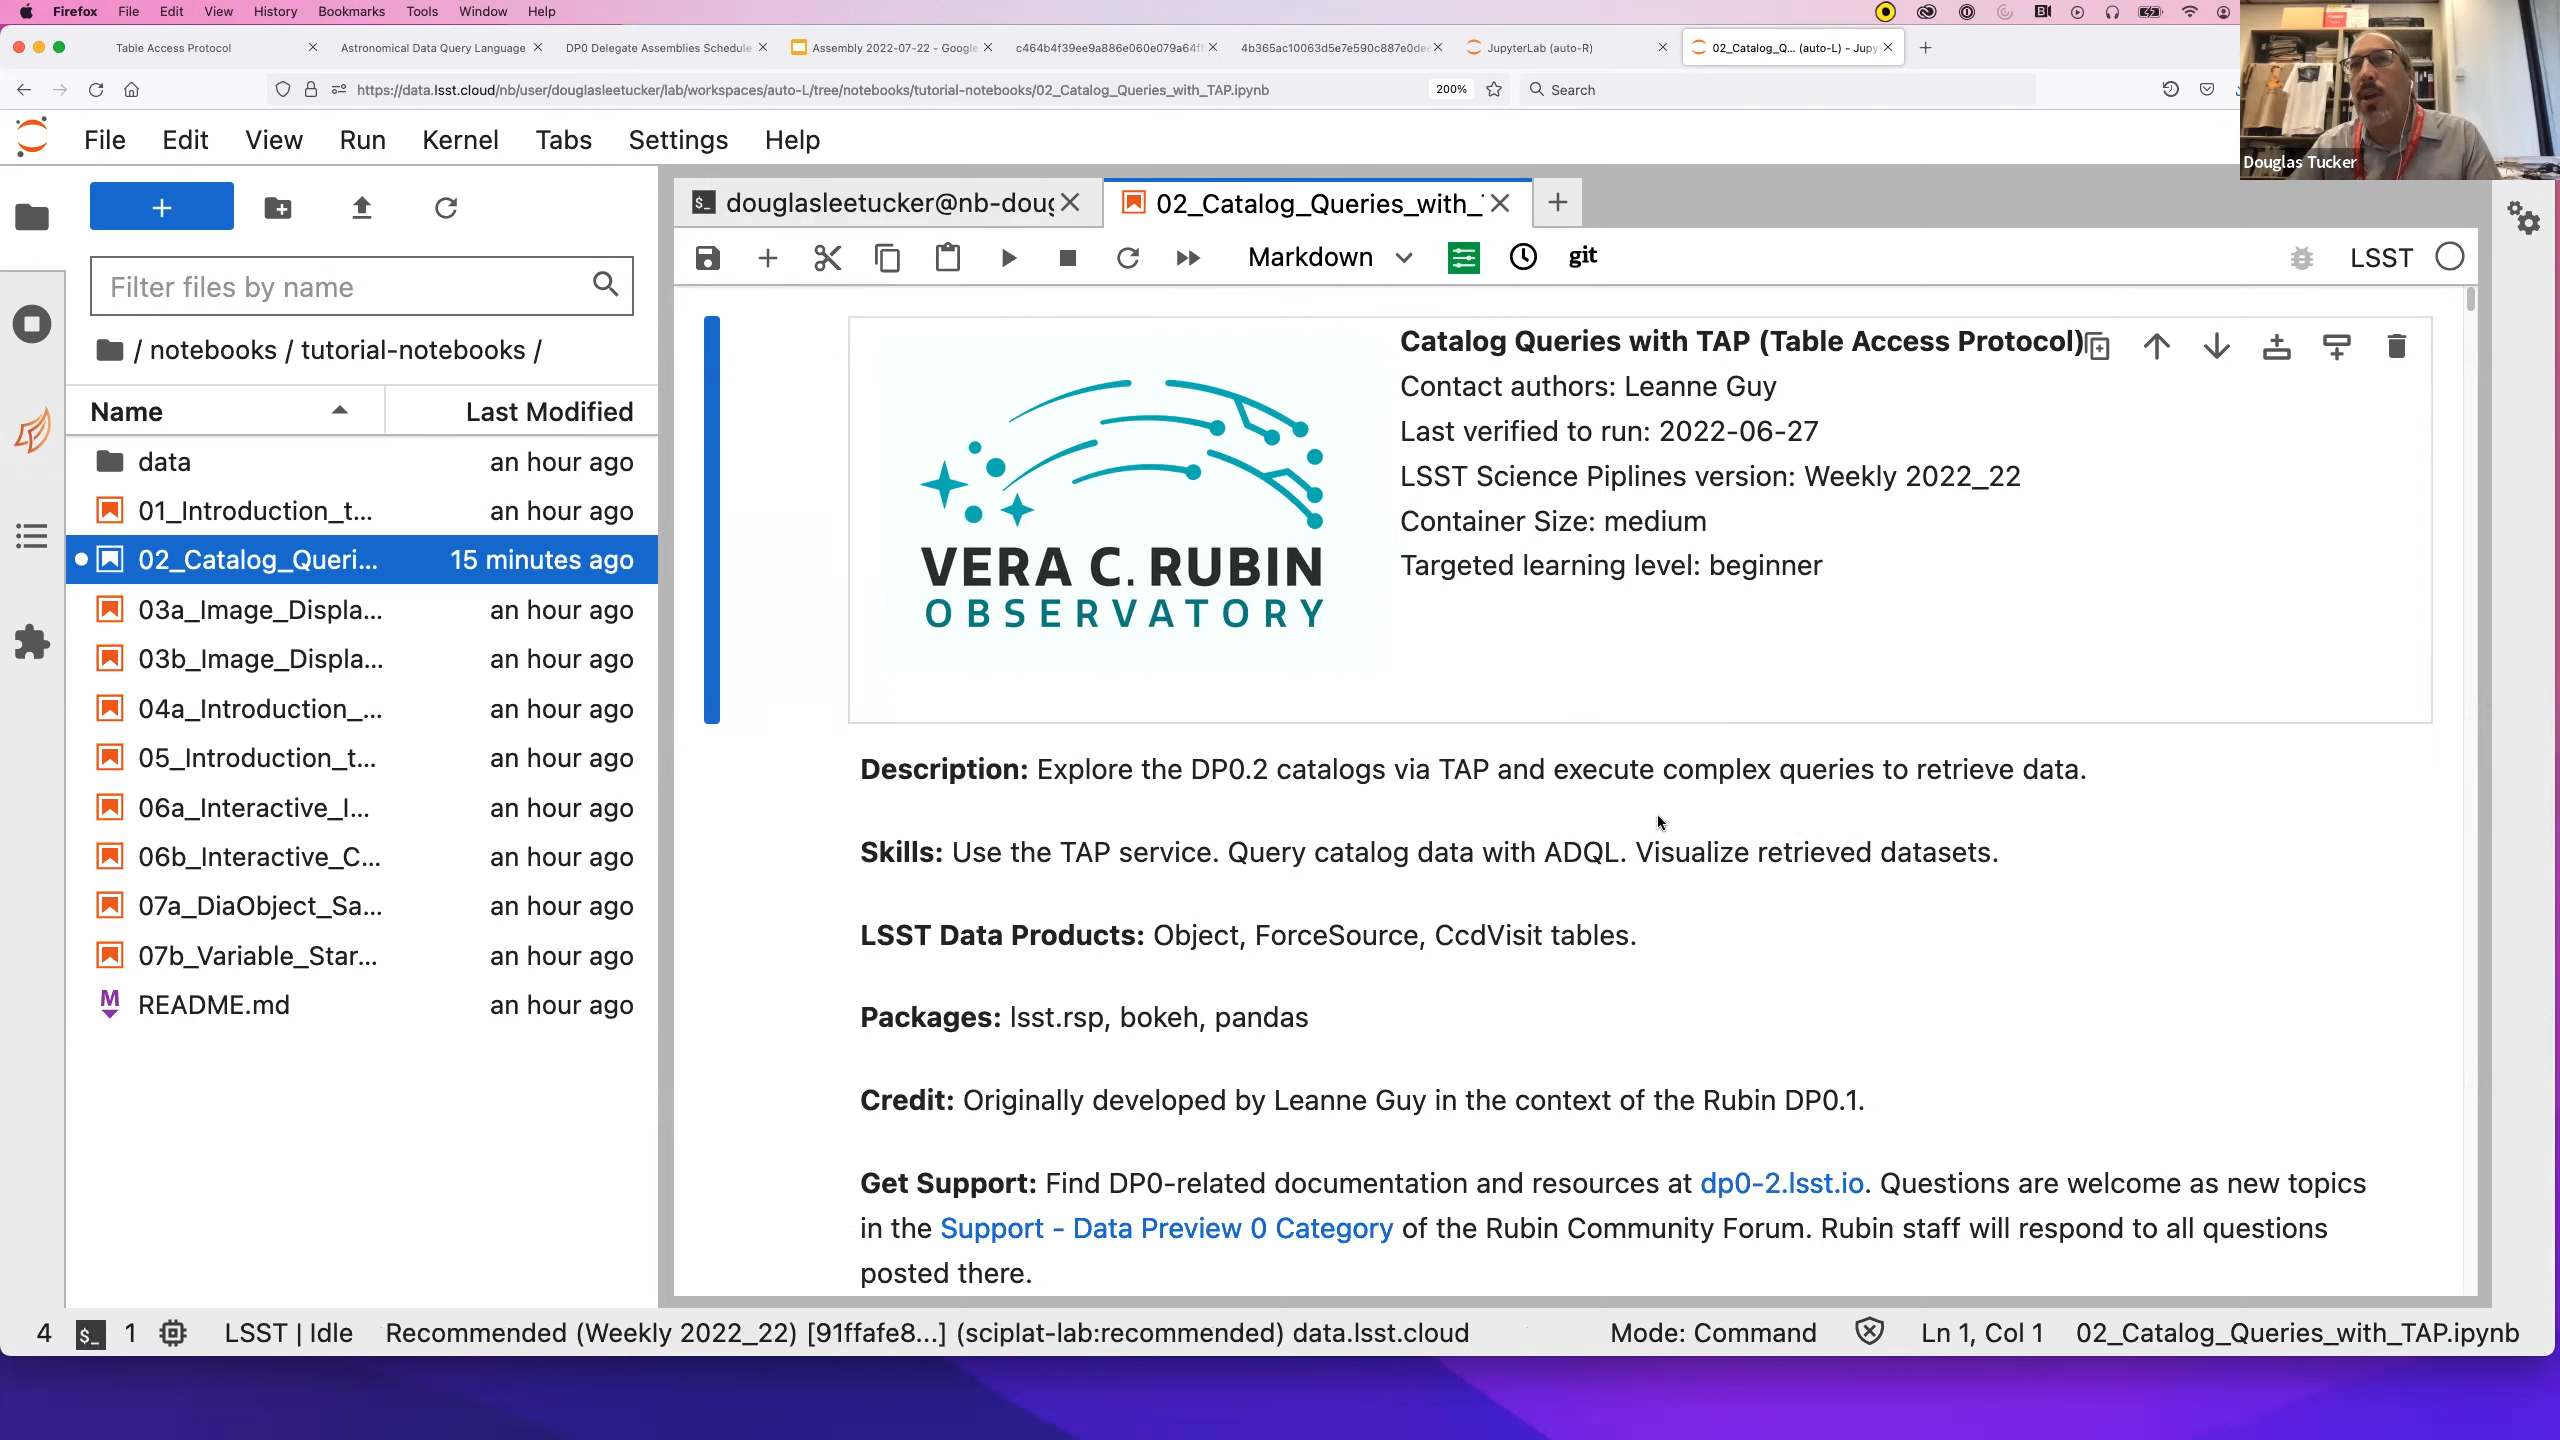 Firefox File Edit View History Bookmarks Tools Window Help
Table Access Protocol Astronomical Data Query Language DP0 Delegate Assemblies Schedule Assembly 2022-07-22 - Google JupyterLab (auto-R) 02_Catalog_Q... (auto-L) - Jupy
https://data.lsst.cloud/nb/user/douglasleetucker/lab/workspaces/auto-L/tree/notebooks/tutorial-notebooks/02_Catalog_Queries_with_TAP.ipynb 200% Search
File Edit View Run Kernel Tabs Settings Help
Douglas Tucker
douglasleetucker@nb-doug 02_Catalog_Queries_with_
Markdown git LSST
Filter files by name
/ notebooks / tutorial-notebooks /
Name Last Modified
data an hour ago
01_Introduction_t... an hour ago
02_Catalog_Queri... 15 minutes ago
03a_Image_Displa... an hour ago
03b_Image_Displa... an hour ago
04a_Introduction_... an hour ago
05_Introduction_t... an hour ago
06a_Interactive_I... an hour ago
06b_Interactive_C... an hour ago
07a_DiaObject_Sa... an hour ago
07b_Variable_Star... an hour ago
README.md an hour ago
VERA C. RUBIN
OBSERVATORY
Catalog Queries with TAP (Table Access Protocol)
Contact authors: Leanne Guy
Last verified to run: 2022-06-27
LSST Science Piplines version: Weekly 2022_22
Container Size: medium
Targeted learning level: beginner
Description: Explore the DP0.2 catalogs via TAP and execute complex queries to retrieve data.
Skills: Use the TAP service. Query catalog data with ADQL. Visualize retrieved datasets.
LSST Data Products: Object, ForceSource, CcdVisit tables.
Packages: lsst.rsp, bokeh, pandas
Credit: Originally developed by Leanne Guy in the context of the Rubin DP0.1.
Get Support: Find DP0-related documentation and resources at dp0-2.lsst.io. Questions are welcome as new topics
in the Support - Data Preview 0 Category of the Rubin Community Forum. Rubin staff will respond to all questions
posted there.
4 $_ 1 LSST | Idle Recommended (Weekly 2022_22) [91ffafe8...] (sciplat-lab:recommended) data.lsst.cloud Mode: Command Ln 1, Col 1 02_Catalog_Queries_with_TAP.ipynb